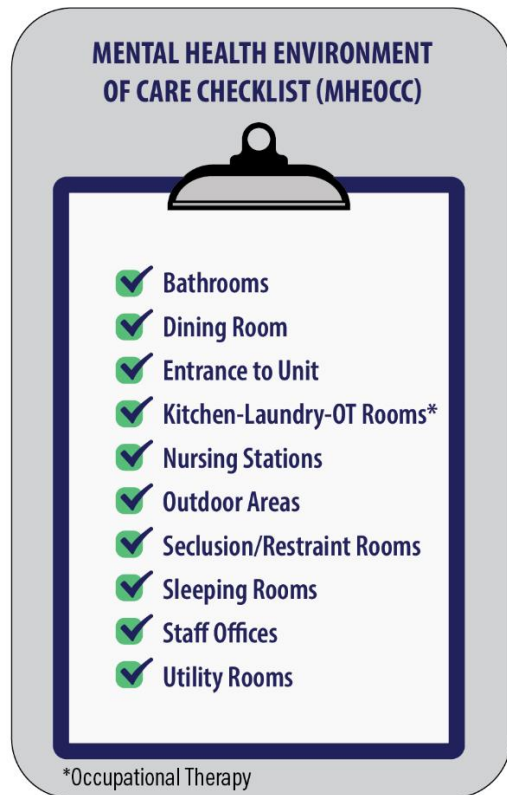 MENTAL HEALTH ENVIRONMENT
OF CARE CHECKLIST (MHEOCC)
Bathrooms
Dining Room
Entrance to Unit
Kitchen-Laundry-OT Rooms*
Nursing Stations
Outdoor Areas
Seclusion/Restraint Rooms
Sleeping Rooms
Staff Offices
Utility Rooms
*Occupational Therapy